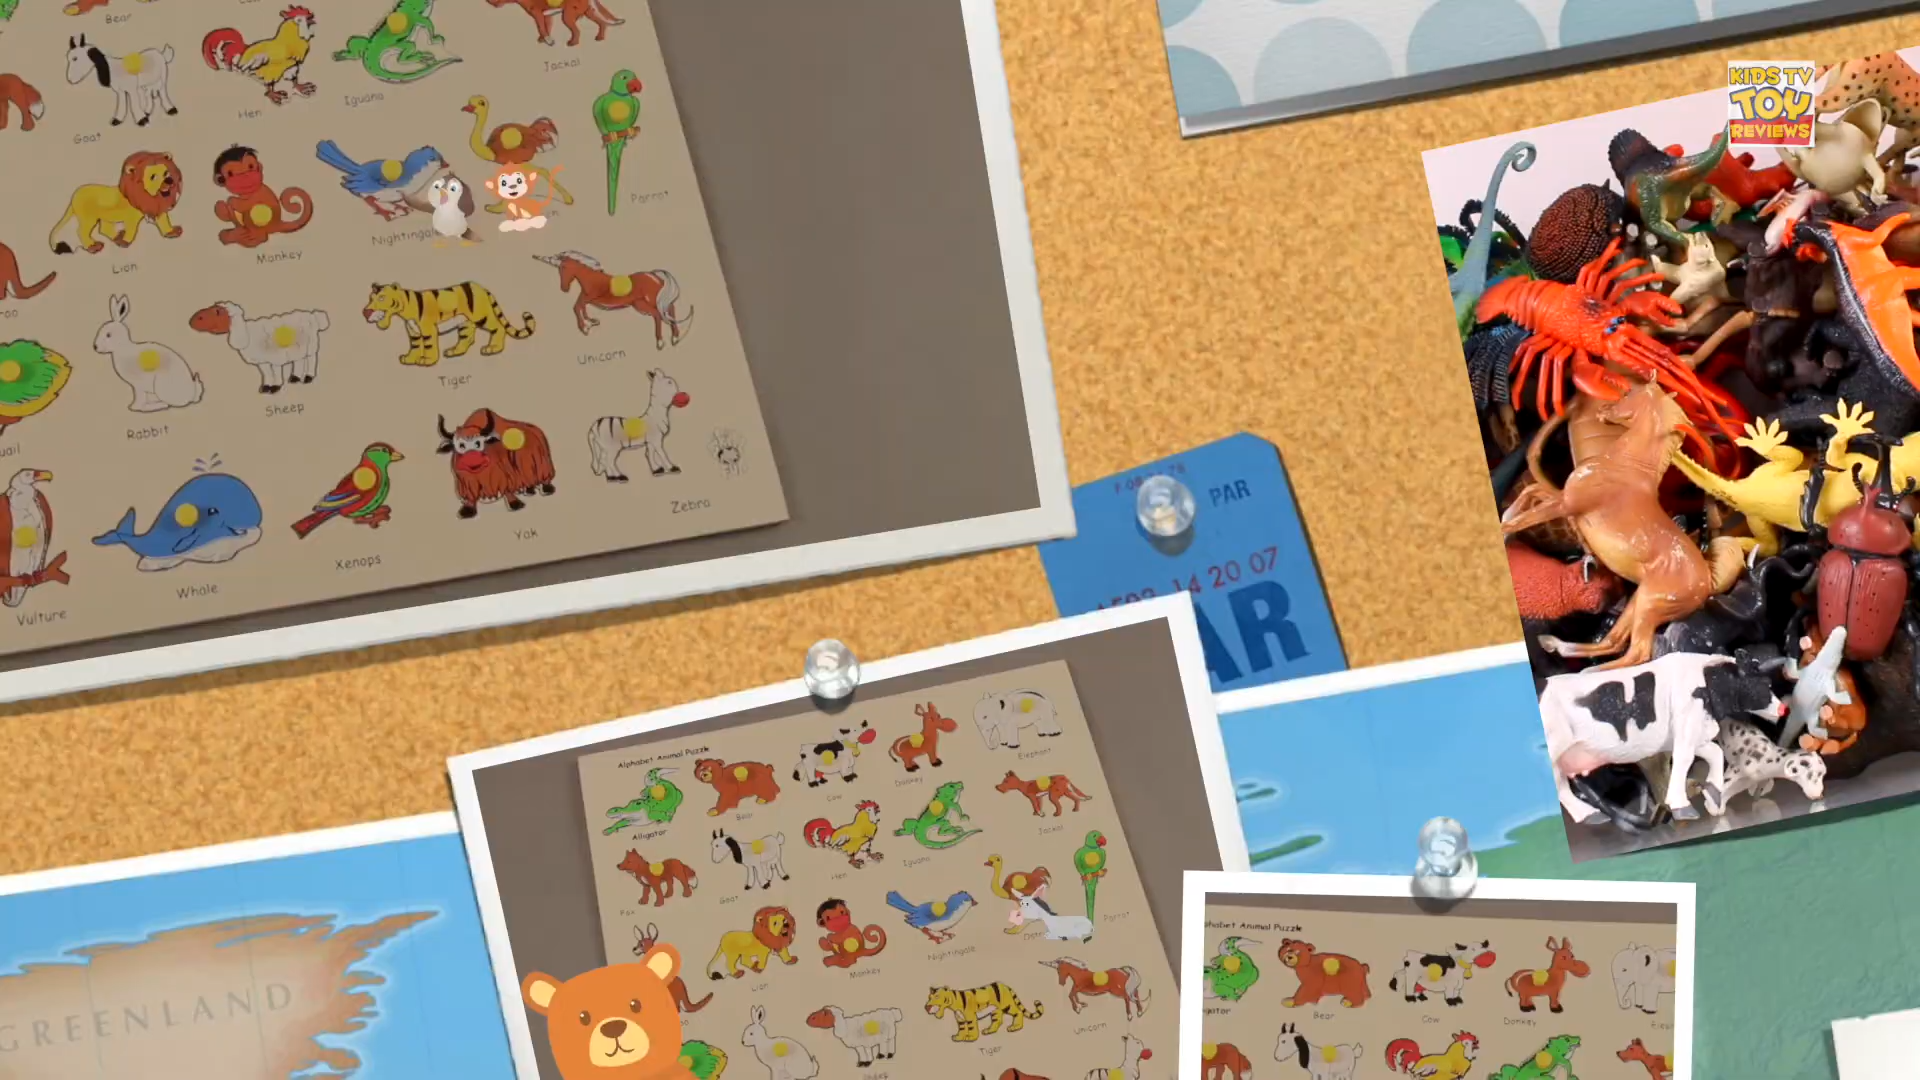 Bear
KIDS TV
TOY
REVIEWS
Goat
Hen
Iguana
Jackal
Lion
Monkey
Nightingale
Parrot
Rabbit
Sheep
Tiger
Unicorn
Vulture
Whale
Xenops
Yak
Zebra
PAR
14 20 07
AR
Alphabet Animal Puzzle
Alligator
Bear
Cow
Donkey
Elephant
Fox
Goat
Hen
Iguana
Jackal
Lion
Monkey
Nightingale
Parrot
Tiger
Unicorn
GREENLAND
Animal Puzzle
Bear
Cow
Donkey